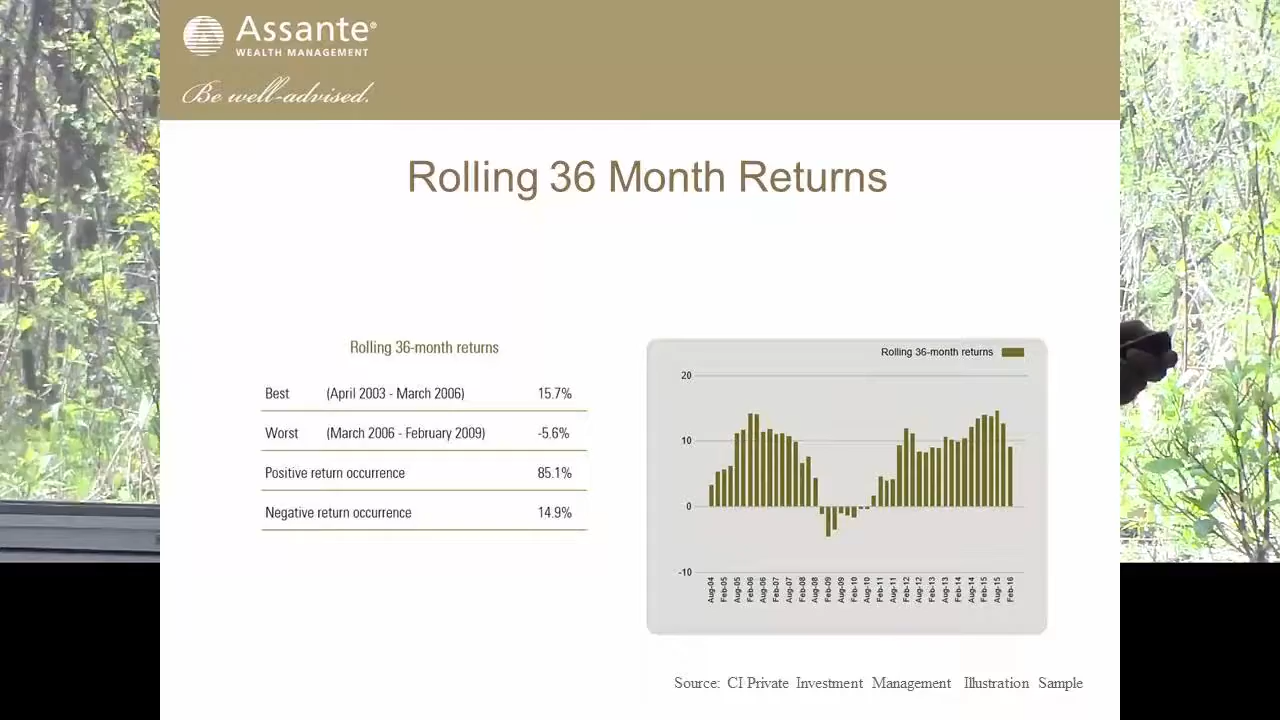 Assante®
WEALTH MANAGEMENT
Be well-advised.
Rolling 36 Month Returns
Rolling 36-month returns
Best (April 2003 - March 2006) 15.7%
Worst (March 2006 - February 2009) -5.6%
Positive return occurrence 85.1%
Negative return occurrence 14.9%
Rolling 36-month returns
20
10
0
-10
Aug-04 Feb-05 Aug-05 Feb-06 Aug-06 Feb-07 Aug-07 Feb-08 Aug-08 Feb-09 Aug-09 Feb-10 Aug-10 Feb-11 Aug-11 Feb-12 Aug-12 Feb-13 Aug-13 Feb-14 Aug-14 Feb-15 Aug-15 Feb-16
Source: CI Private Investment Management Illustration Sample